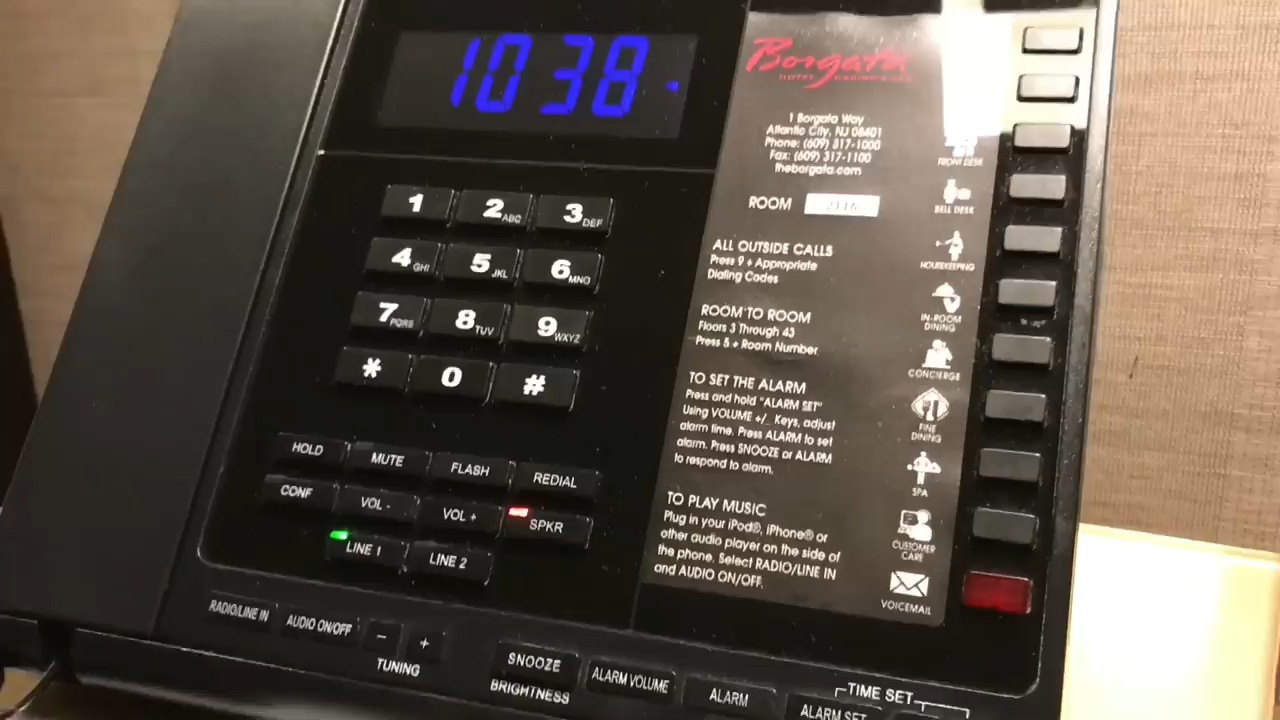 1038
1
2 ABC
3 DEF
4 GHI
5 JKL
6 MNO
7 PQRS
8 TUV
9 WXYZ
*
0
#
HOLD
MUTE
FLASH
REDIAL
CONF
VOL -
VOL +
SPKR
LINE 1
LINE 2
RADIO/LINE IN
AUDIO ON/OFF
− +
TUNING
SNOOZE
BRIGHTNESS
ALARM VOLUME
ALARM
TIME SET
ALARM SET
Borgata
HOTEL CASINO & SPA
1 Borgata Way
Atlantic City, NJ 08401
Phone: (609) 317-1000
Fax: (609) 317-1100
theborgata.com
ROOM
ALL OUTSIDE CALLS
Press 9 + Appropriate
Dialing Codes
ROOM TO ROOM
Floors 3 Through 43
Press 5 + Room Number
TO SET THE ALARM
Press and hold "ALARM SET"
Using VOLUME +/_ Keys, adjust
alarm time. Press ALARM to set
alarm. Press SNOOZE or ALARM
to respond to alarm.
TO PLAY MUSIC
Plug in your iPod®, iPhone® or
other audio player on the side of
the phone. Select RADIO/LINE IN
and AUDIO ON/OFF.
FRONT DESK
BELL DESK
HOUSEKEEPING
IN-ROOM
DINING
CONCIERGE
FINE
DINING
SPA
CUSTOMER
CARE
VOICEMAIL